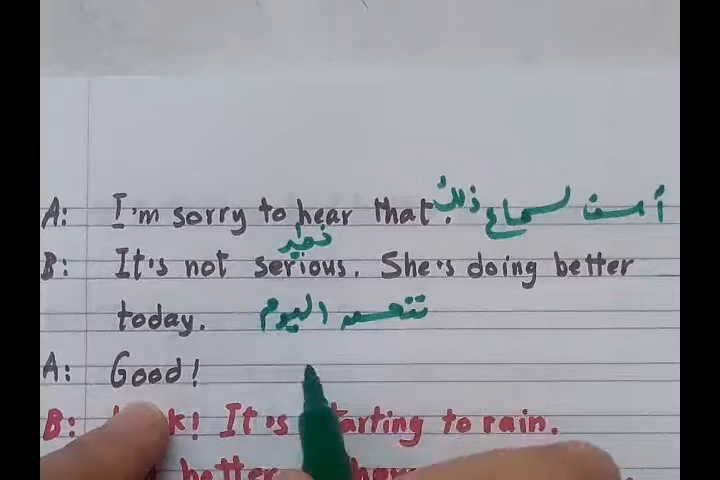 A: I'm sorry to hear that. أسف لسماع ذلك
خطير
B: It's not serious. She's doing better
today. تتحسن اليوم
A: Good!
B: It's starting to rain.
better